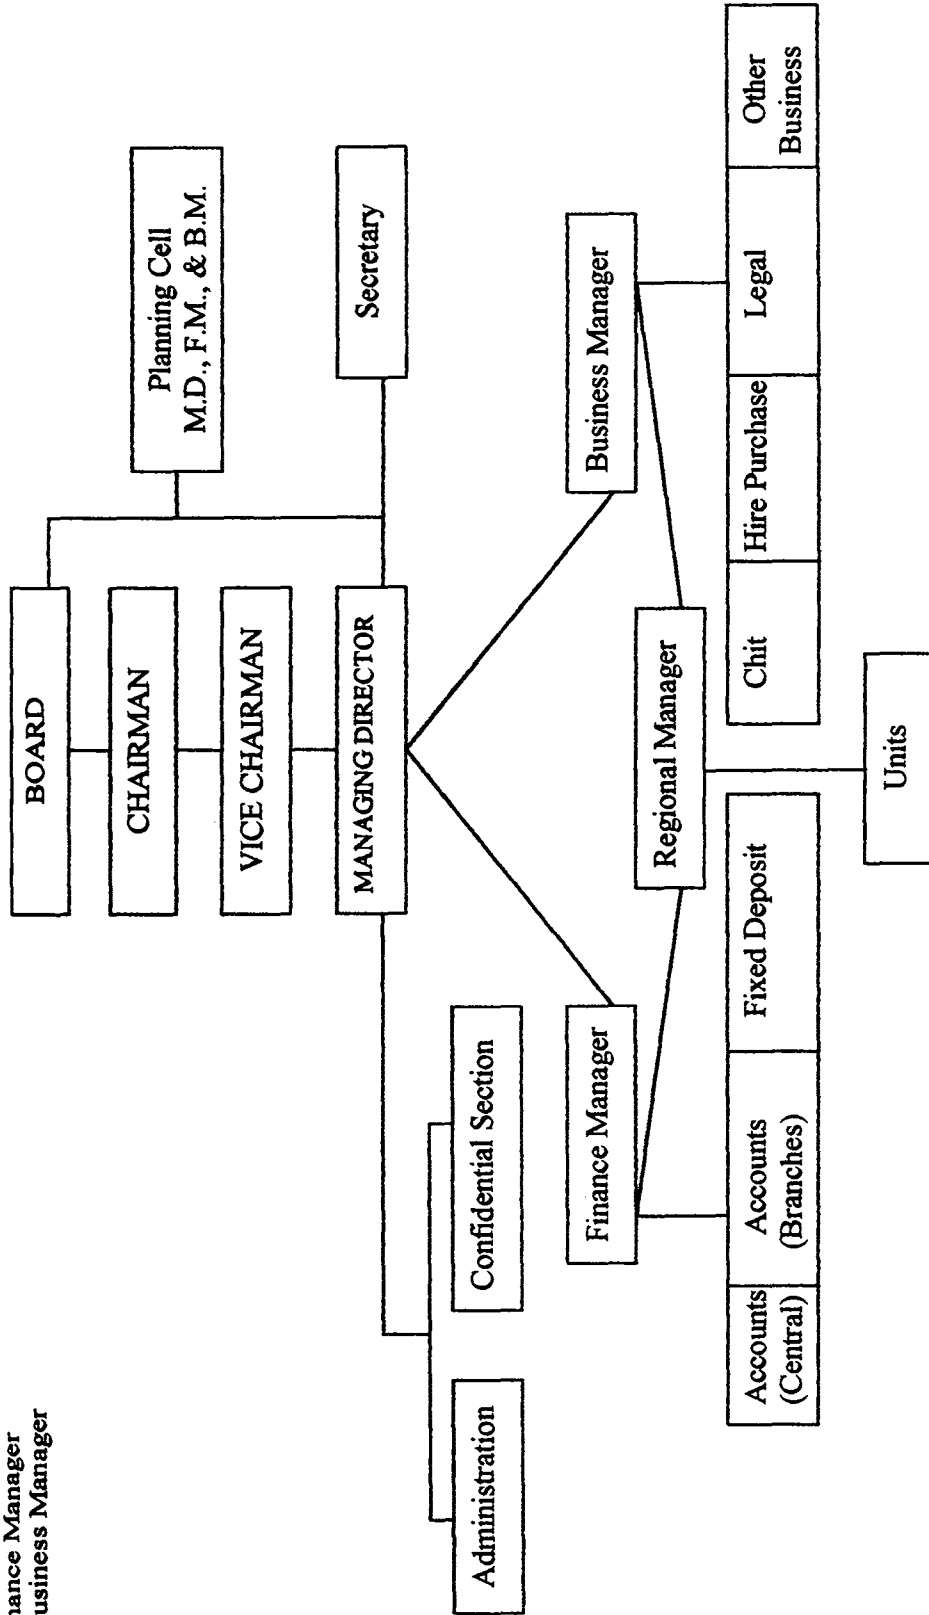 nance Manager
usiness Manager
BOARD
CHAIRMAN
VICE CHAIRMAN
MANAGING DIRECTOR
Planning Cell
M.D., F.M., & B.M.
Secretary
Administration
Confidential Section
Finance Manager
Business Manager
Regional Manager
Accounts
(Central)
Accounts
(Branches)
Fixed Deposit
Chit
Hire Purchase
Legal
Other
Business
Units